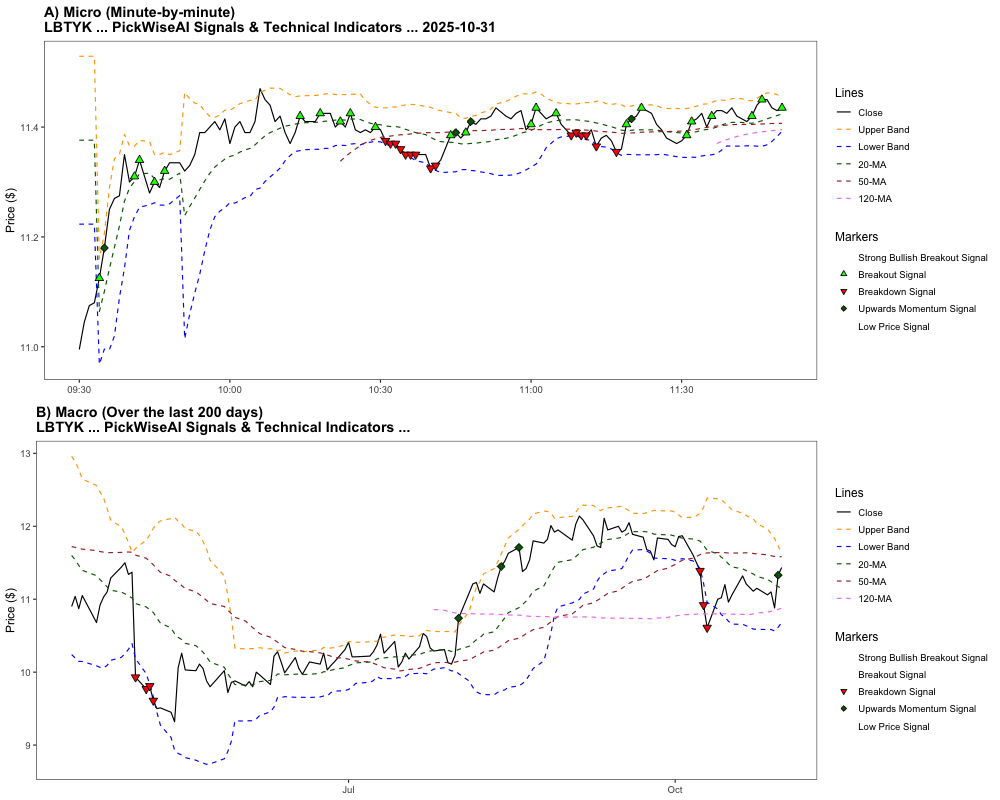 A) Micro (Minute-by-minute)
LBTYK ... PickWiseAI Signals & Technical Indicators ... 2025-10-31
Price ($)
11.4
11.2
11.0
09:30
10:00
10:30
11:00
11:30
Lines
Close
Upper Band
Lower Band
20-MA
50-MA
120-MA
Markers
Strong Bullish Breakout Signal
Breakout Signal
Breakdown Signal
Upwards Momentum Signal
Low Price Signal
B) Macro (Over the last 200 days)
LBTYK ... PickWiseAI Signals & Technical Indicators ...
Price ($)
13
12
11
10
9
Jul
Oct
Lines
Close
Upper Band
Lower Band
20-MA
50-MA
120-MA
Markers
Strong Bullish Breakout Signal
Breakout Signal
Breakdown Signal
Upwards Momentum Signal
Low Price Signal